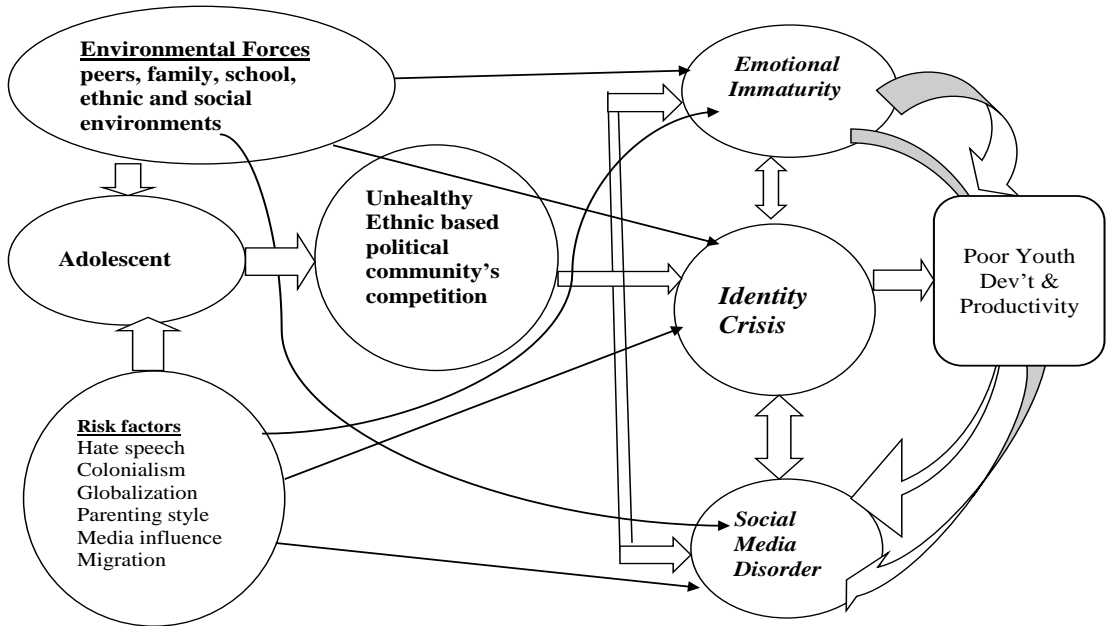 Environmental Forces
peers, family, school,
ethnic and social
environments
Emotional
Immaturity
Unhealthy
Ethnic based
political
community’s
competition
Adolescent
Identity
Crisis
Poor Youth
Dev’t &
Productivity
Risk factors
Hate speech
Colonialism
Globalization
Parenting style
Media influence
Migration
Social
Media
Disorder